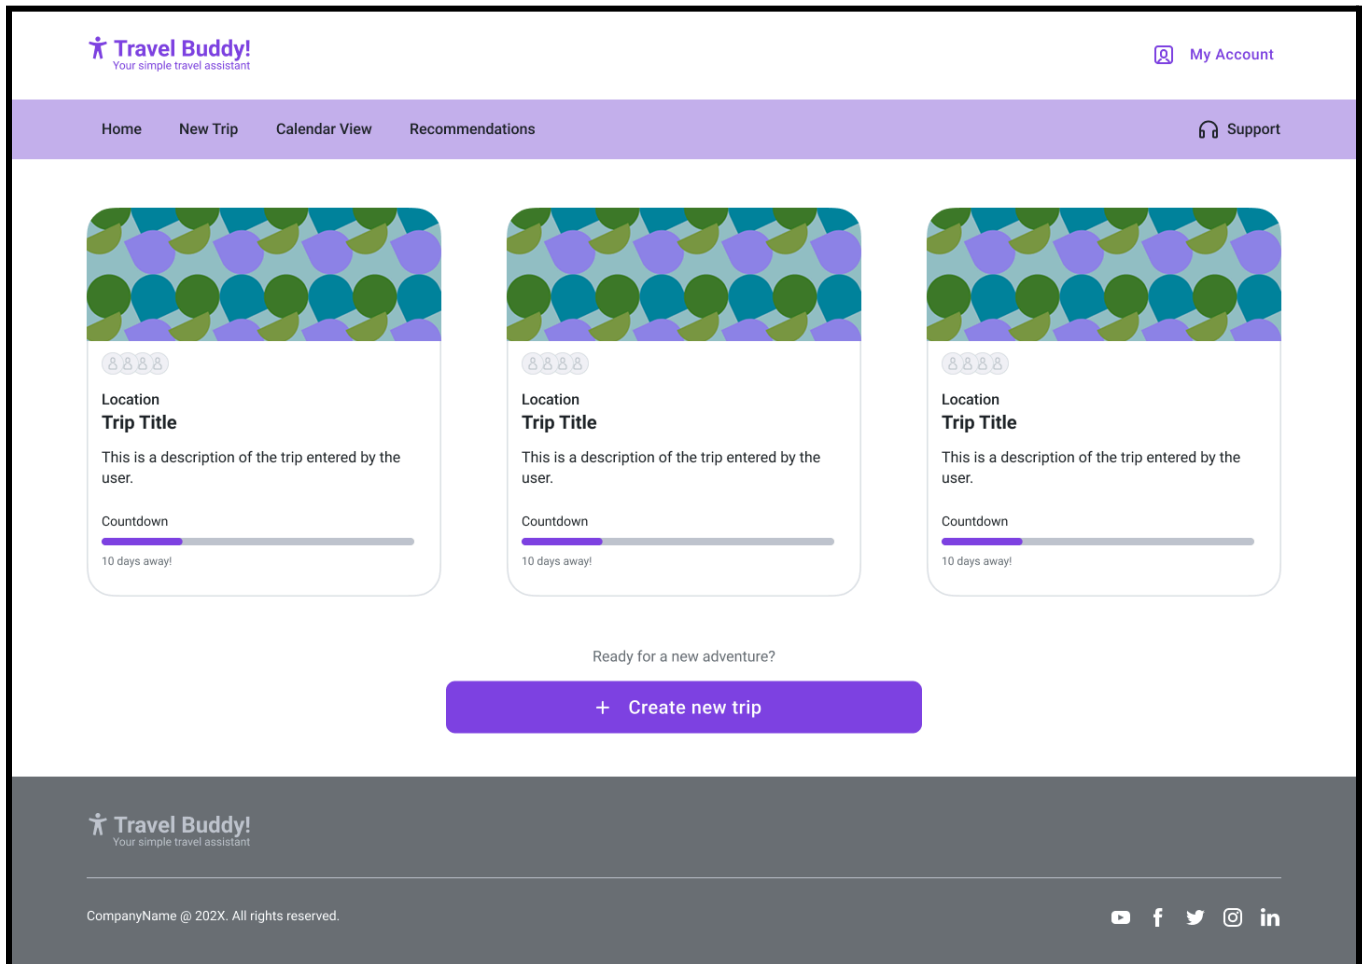 Travel Buddy!
Your simple travel assistant
My Account
Home New Trip Calendar View Recommendations Support
Location
Trip Title
This is a description of the trip entered by the
user.
Countdown
10 days away!
Location
Trip Title
This is a description of the trip entered by the
user.
Countdown
10 days away!
Location
Trip Title
This is a description of the trip entered by the
user.
Countdown
10 days away!
Ready for a new adventure?
+ Create new trip
Travel Buddy!
Your simple travel assistant
CompanyName @ 202X. All rights reserved.